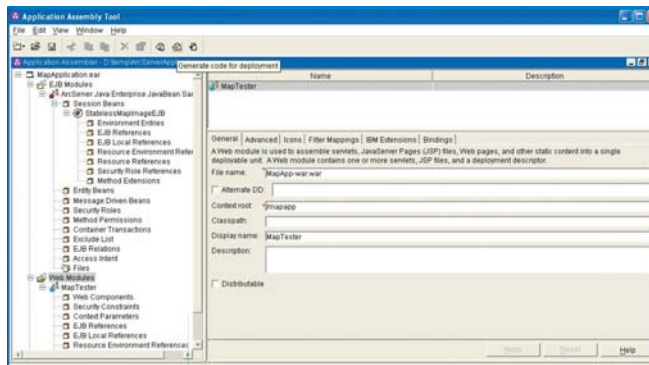 Application Assembly Tool
File Edit View Window Help
Generate code for deployment
MapApplication.ear
EJB Modules
ArcServer Java Enterprise JavaBean Sa
Session Beans
StatelessMapImageEJB
Environment Entries
EJB References
EJB Local References
Resource Environment Refer
Resource References
Security Role References
Method Extensions
Entity Beans
Message Driven Beans
Security Roles
Method Permissions
Container Transactions
Exclude List
EJB Relations
Access Intent
Files
Web Modules
MapTester
Web Components
Security Constraints
Context Parameters
EJB References
EJB Local References
Resource Environment References
Name Description
MapTester
General Advanced Icons Filter Mappings IBM Extensions Bindings
A Web module is used to assemble servlets, JavaServer Pages (JSP) files, Web pages, and other static content into a single
deployable unit. A Web module contains one or more servlets, JSP files, and a deployment descriptor.
File name: *MapApp-war.war
Alternate DD:
Context root: */mapapp
Classpath:
Display name: MapTester
Description:
Distributable
Apply Reset Help